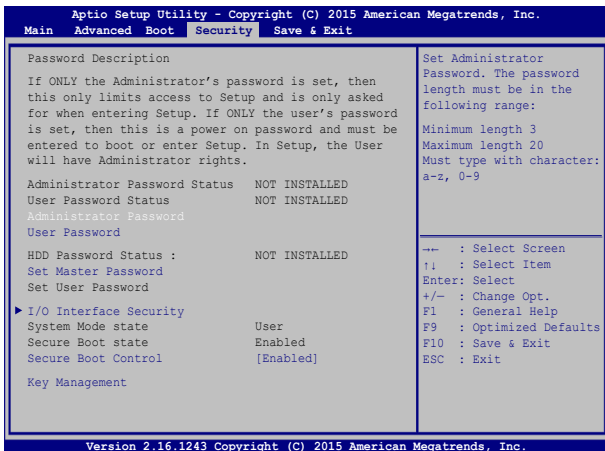 Aptio Setup Utility - Copyright (C) 2015 American Megatrends, Inc.
Main Advanced Boot Security Save & Exit
Password Description
If ONLY the Administrator's password is set, then
this only limits access to Setup and is only asked
for when entering Setup. If ONLY the user's password
is set, then this is a power on password and must be
entered to boot or enter Setup. In Setup, the User
will have Administrator rights.
Administrator Password Status NOT INSTALLED
User Password Status NOT INSTALLED
Administrator Password
User Password
HDD Password Status : NOT INSTALLED
Set Master Password
Set User Password
I/O Interface Security
System Mode state User
Secure Boot state Enabled
Secure Boot Control [Enabled]
Key Management
Set Administrator
Password. The password
length must be in the
following range:
Minimum length 3
Maximum length 20
Must type with character:
a-z, 0-9
→← : Select Screen
↑↓ : Select Item
Enter: Select
+/— : Change Opt.
F1 : General Help
F9 : Optimized Defaults
F10 : Save & Exit
ESC : Exit
Version 2.16.1243 Copyright (C) 2015 American Megatrends, Inc.